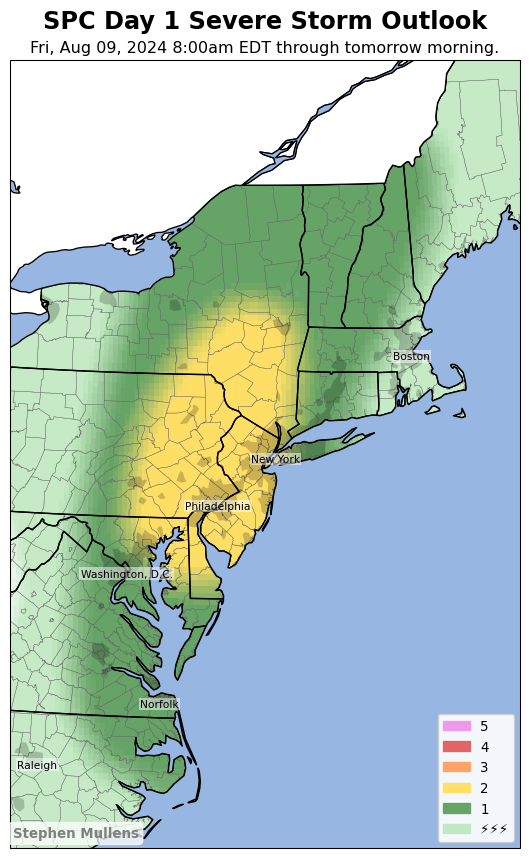 SPC Day 1 Severe Storm Outlook
Fri, Aug 09, 2024 8:00am EDT through tomorrow morning.
Boston
New York
Philadelphia
Washington, D.C.
Norfolk
Raleigh
5
4
3
2
1
⚡⚡⚡
Stephen Mullens